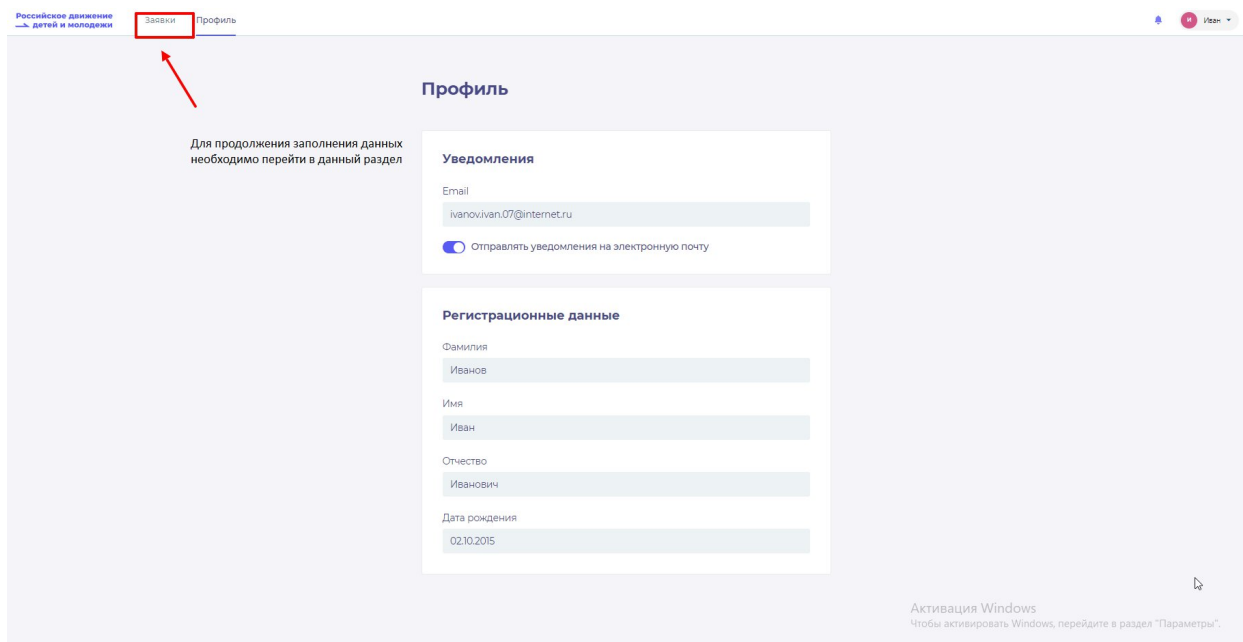 Российское движение
детей и молодежи
Заявки
Профиль
И
Иван
Профиль
Для продолжения заполнения данных
необходимо перейти в данный раздел
Уведомления
Email
ivanov.ivan.07@internet.ru
Отправлять уведомления на электронную почту
Регистрационные данные
Фамилия
Иванов
Имя
Иван
Отчество
Иванович
Дата рождения
02.10.2015
Активация Windows
Чтобы активировать Windows, перейдите в раздел "Параметры".